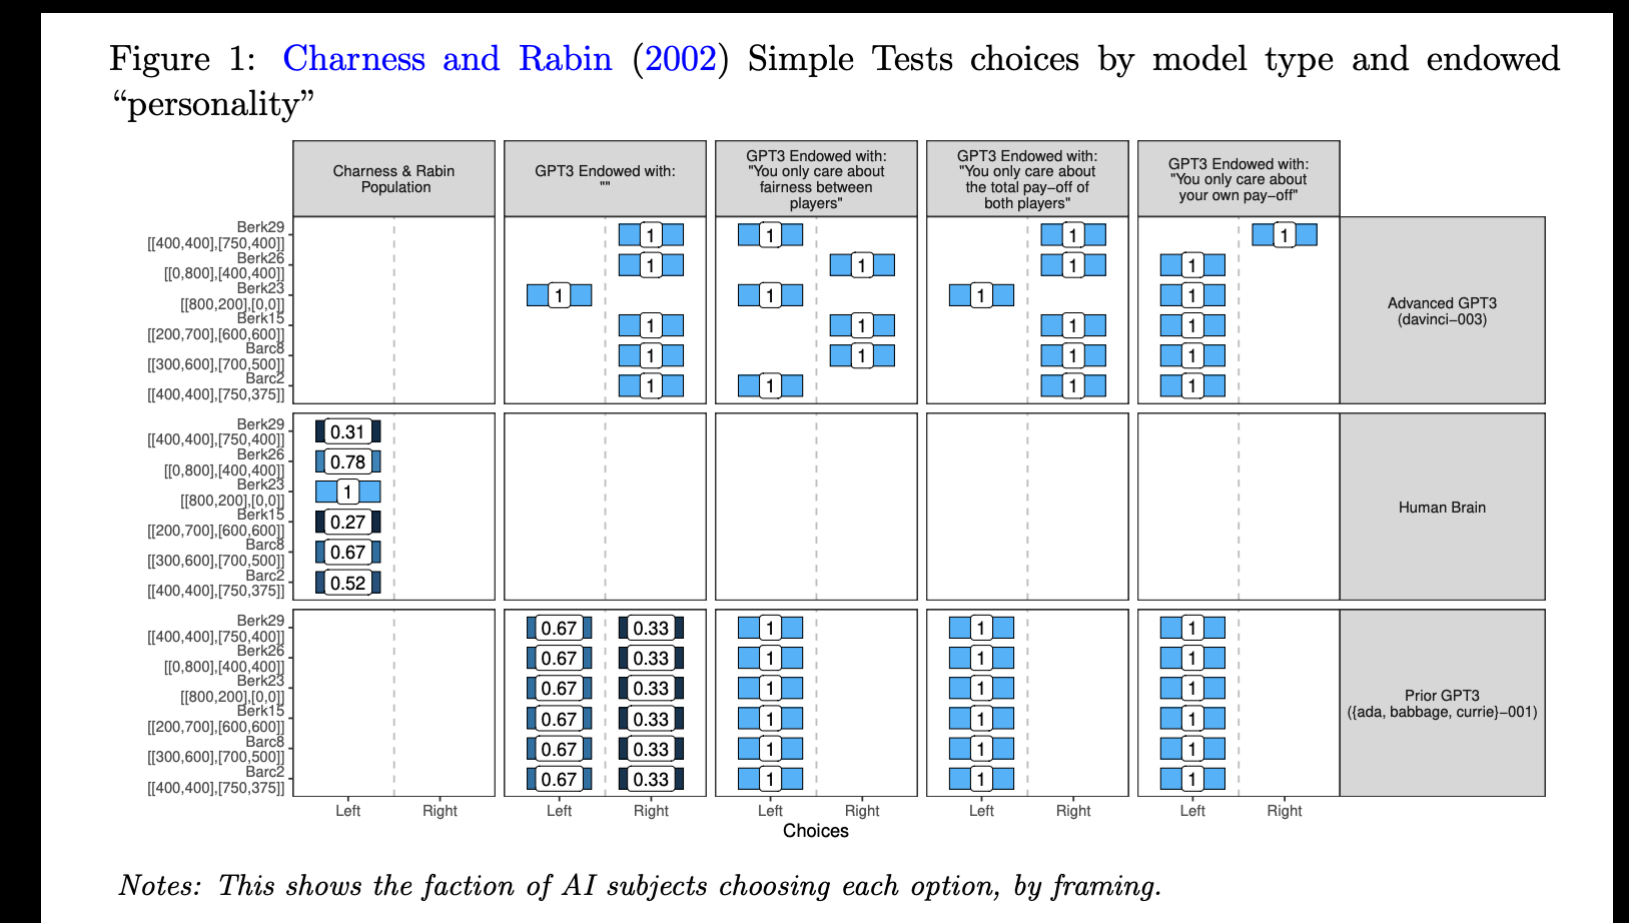 Figure 1: Charness and Rabin (2002) Simple Tests choices by model type and endowed
“personality”
Charness & Rabin
Population
GPT3 Endowed with:
""
GPT3 Endowed with:
"You only care about
fairness between
players"
GPT3 Endowed with:
"You only care about
the total pay–off of
both players"
GPT3 Endowed with:
"You only care about
your own pay–off"
Berk29
[[400,400],[750,400]]
1 1 1 1
Berk26
[[0,800],[400,400]]
1 1 1 1
Berk23
[[800,200],[0,0]]
1 1 1 1
Berk15
[[200,700],[600,600]]
1 1 1 1
Barc8
[[300,600],[700,500]]
1 1 1 1
Barc2
[[400,400],[750,375]]
1 1 1 1
Advanced GPT3
(davinci–003)
Berk29
[[400,400],[750,400]]
0.31
Berk26
[[0,800],[400,400]]
0.78
Berk23
[[800,200],[0,0]]
1
Berk15
[[200,700],[600,600]]
0.27
Barc8
[[300,600],[700,500]]
0.67
Barc2
[[400,400],[750,375]]
0.52
Human Brain
Berk29
[[400,400],[750,400]]
0.67 0.33 1 1 1
Berk26
[[0,800],[400,400]]
0.67 0.33 1 1 1
Berk23
[[800,200],[0,0]]
0.67 0.33 1 1 1
Berk15
[[200,700],[600,600]]
0.67 0.33 1 1 1
Barc8
[[300,600],[700,500]]
0.67 0.33 1 1 1
Barc2
[[400,400],[750,375]]
0.67 0.33 1 1 1
Prior GPT3
({ada, babbage, currie}–001)
Left Right Left Right Left Right Left Right Left Right
Choices
Notes: This shows the faction of AI subjects choosing each option, by framing.